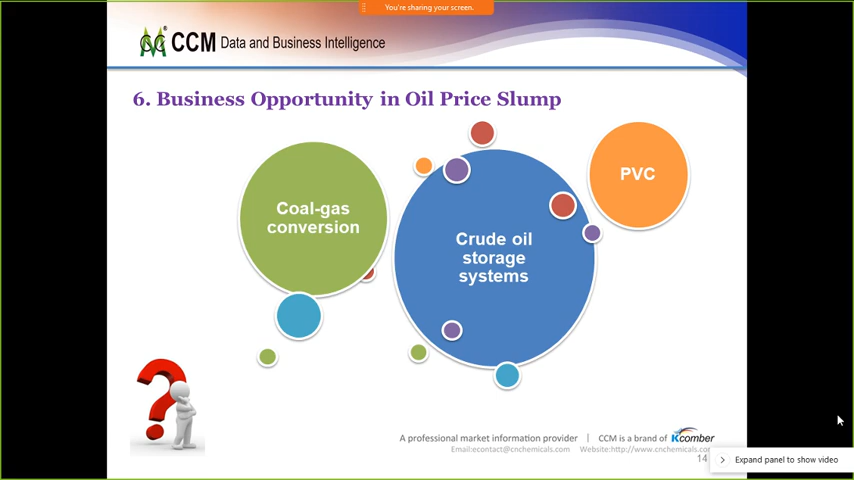 You're sharing your screen.
CCM Data and Business Intelligence
6. Business Opportunity in Oil Price Slump
Coal-gas
conversion
Crude oil
storage
systems
PVC
A professional market information provider | CCM is a brand of Kcomber
Email:econtact@cnchemicals.com Website:http://www.cnchemicals.com
14
Expand panel to show video